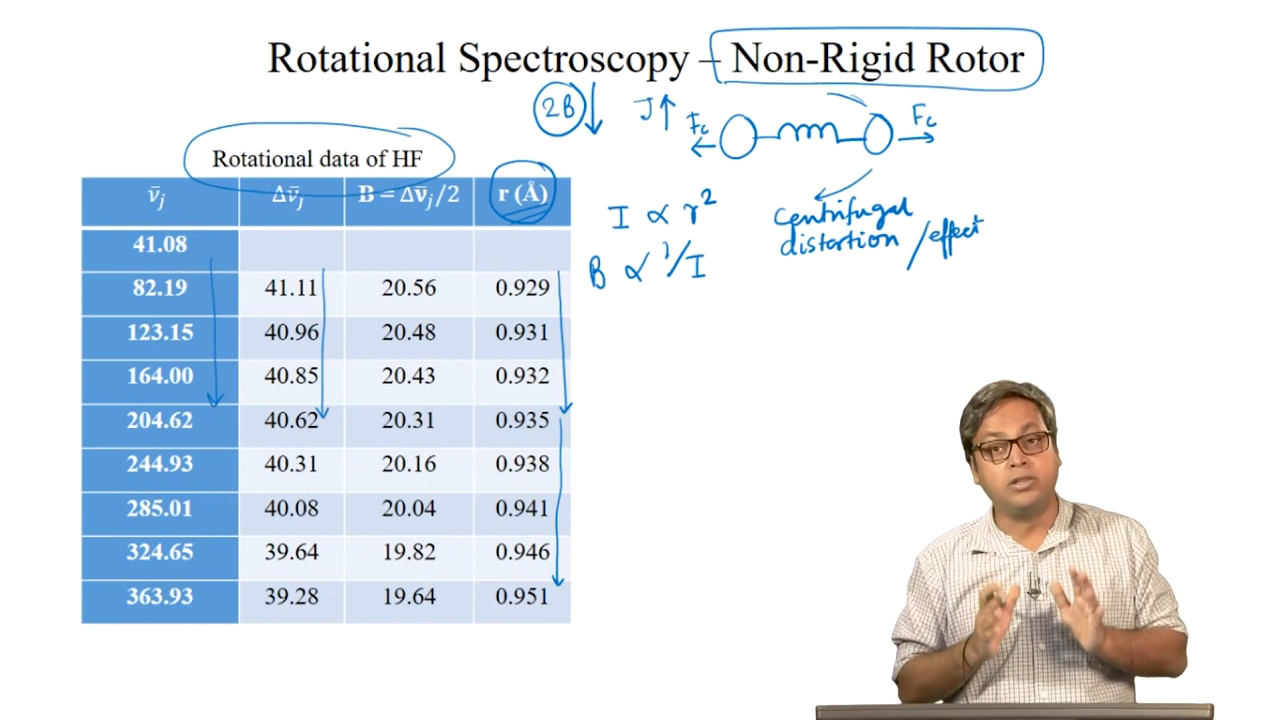 Rotational Spectroscopy – Non-Rigid Rotor
2B↓ J↑ Fc Fc
Rotational data of HF
ν̄j Δν̄j B = Δν̄j/2 r (Å)
I ∝ r²
B ∝ 1/I
Centrifugal
distortion /effect
41.08
82.19 41.11 20.56 0.929
123.15 40.96 20.48 0.931
164.00 40.85 20.43 0.932
204.62 40.62 20.31 0.935
244.93 40.31 20.16 0.938
285.01 40.08 20.04 0.941
324.65 39.64 19.82 0.946
363.93 39.28 19.64 0.951